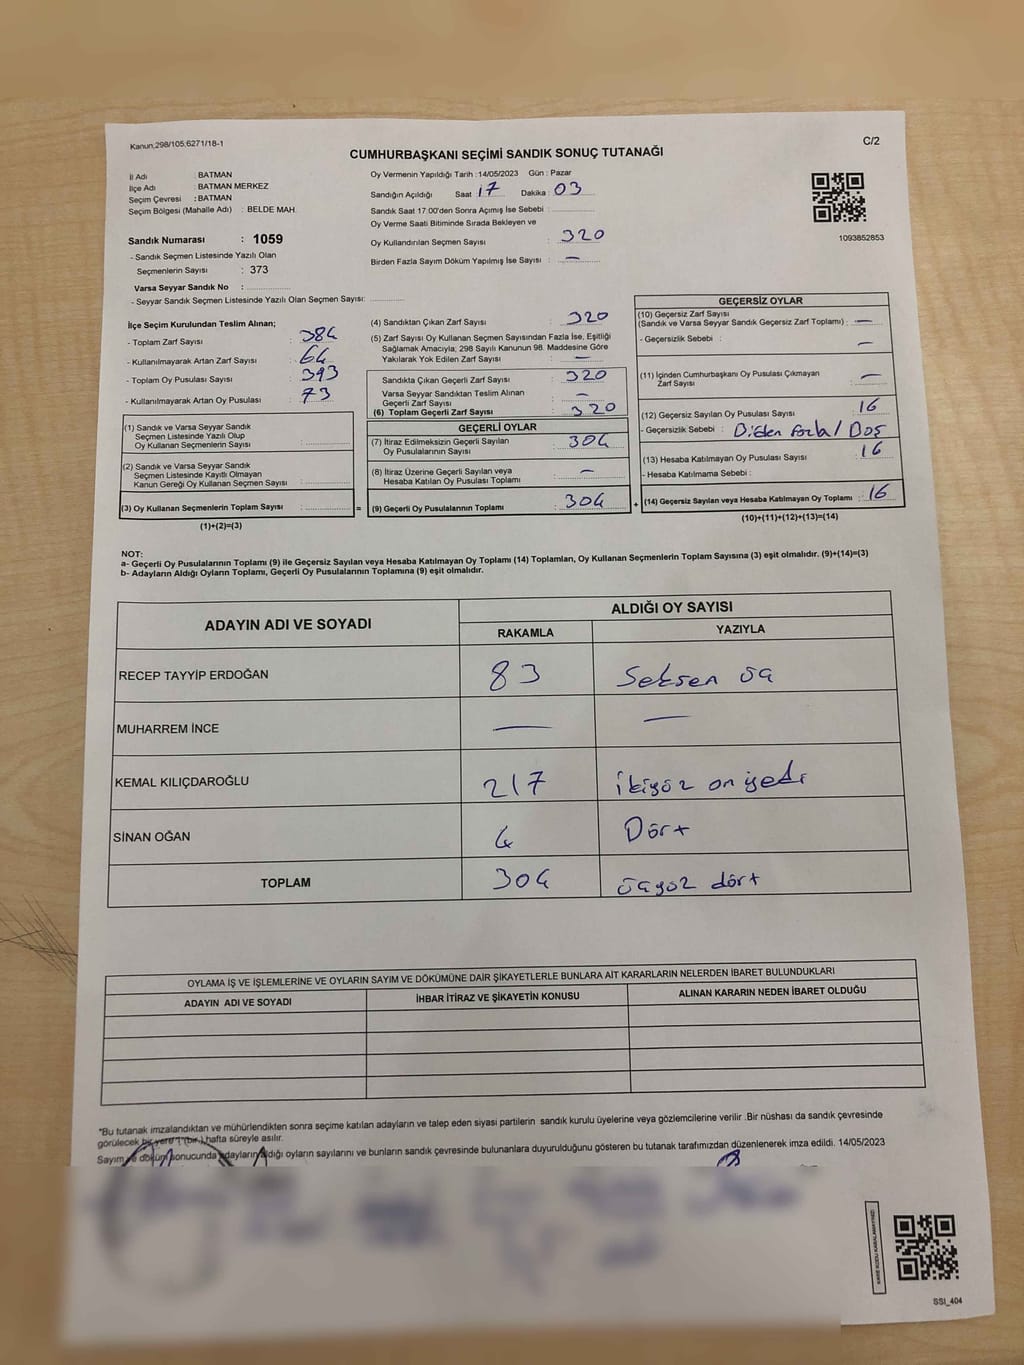 Kanun,298/105,6271/18-1
C/2
CUMHURBAŞKANI SEÇİMİ SANDIK SONUÇ TUTANAĞI
İl Adı : BATMAN
İlçe Adı : BATMAN MERKEZ
Seçim Çevresi : BATMAN
Seçim Bölgesi (Mahalle Adı) : BELDE MAH.
Sandık Numarası : 1059
- Sandık Seçmen Listesinde Yazılı Olan
Seçmenlerin Sayısı : 373
Varsa Seyyar Sandık No :
- Seyyar Sandık Seçmen Listesinde Yazılı Olan Seçmen Sayısı:
Oy Vermenin Yapıldığı Tarih :14/05/2023 Gün : Pazar
Sandığın Açıldığı Saat 17 Dakika : 03
Sandık Saat 17:00'den Sonra Açımış İse Sebebi :
Oy Verme Saati Bitiminde Sırada Bekleyen ve
Oy Kullandırılan Seçmen Sayısı : 320
Birden Fazla Sayım Döküm Yapılmış İse Sayısı : —
1093852853
İlçe Seçim Kurulundan Teslim Alınan;
- Toplam Zarf Sayısı : 384
- Kullanılmayarak Artan Zarf Sayısı : 64
- Toplam Oy Pusulası Sayısı : 393
- Kullanılmayarak Artan Oy Pusulası : 73
(1) Sandık ve Varsa Seyyar Sandık
Seçmen Listesinde Yazılı Olup
Oy Kullanan Seçmenlerin Sayısı :
(2) Sandık ve Varsa Seyyar Sandık
Seçmen Listesinde Kayıtlı Olmayan
Kanun Gereği Oy Kullanan Seçmen Sayısı :
(3) Oy Kullanan Seçmenlerin Toplam Sayısı : =
(1)+(2)=(3)
(4) Sandıktan Çıkan Zarf Sayısı : 320
(5) Zarf Sayısı Oy Kullanan Seçmen Sayısından Fazla İse, Eşitliği
Sağlamak Amacıyla; 298 Sayılı Kanunun 98. Maddesine Göre
Yakılarak Yok Edilen Zarf Sayısı : —
Sandıkta Çıkan Geçerli Zarf Sayısı : 320
Varsa Seyyar Sandıktan Teslim Alınan
Geçerli Zarf Sayısı : —
(6) Toplam Geçerli Zarf Sayısı : 320
GEÇERLİ OYLAR
(7) İtiraz Edilmeksizin Geçerli Sayılan
Oy Pusulalarının Sayısı : 304
(8) İtiraz Üzerine Geçerli Sayılan veya
Hesaba Katılan Oy Pusulası Toplamı : —
(9) Geçerli Oy Pusulalarının Toplamı : 304 +
GEÇERSİZ OYLAR
(10) Geçersiz Zarf Sayısı
(Sandık ve Varsa Seyyar Sandık Geçersiz Zarf Toplamı) : —
- Geçersizlik Sebebi : —
(11) İçinden Cumhurbaşkanı Oy Pusulası Çıkmayan
Zarf Sayısı : —
(12) Geçersiz Sayılan Oy Pusulası Sayısı : 16
- Geçersizlik Sebebi : Birden fazla / Boş
(13) Hesaba Katılmayan Oy Pusulası Sayısı : 16
- Hesaba Katılmama Sebebi :
(14) Geçersiz Sayılan veya Hesaba Katılmayan Oy Toplamı : 16
(10)+(11)+(12)+(13)=(14)
NOT:
a- Geçerli Oy Pusulalarının Toplamı (9) ile Geçersiz Sayılan veya Hesaba Katılmayan Oy Toplamı (14) Toplamları, Oy Kullanan Seçmenlerin Toplam Sayısına (3) eşit olmalıdır. (9)+(14)=(3)
b- Adayların Aldığı Oyların Toplamı, Geçerli Oy Pusulalarının Toplamına (9) eşit olmalıdır.
ADAYIN ADI VE SOYADI
ALDIĞI OY SAYISI
RAKAMLA YAZIYLA
RECEP TAYYİP ERDOĞAN 83 Seksen üç
MUHARREM İNCE — —
KEMAL KILIÇDAROĞLU 217 ikiyüz on yedi
SİNAN OĞAN 4 Dört
TOPLAM 304 üçyüz dört
OYLAMA İŞ VE İŞLEMLERİNE VE OYLARIN SAYIM VE DÖKÜMÜNE DAİR ŞİKAYETLERLE BUNLARA AİT KARARLARIN NELERDEN İBARET BULUNDUKLARI
ADAYIN ADI VE SOYADI İHBAR İTİRAZ VE ŞİKAYETİN KONUSU ALINAN KARARIN NEDEN İBARET OLDUĞU
*Bu tutanak imzalandıktan ve mühürlendikten sonra seçime katılan adayların ve talep eden siyasi partilerin sandık kurulu üyelerine veya gözlemcilerine verilir .Bir nüshası da sandık çevresinde
görülecek bir yere 1 (bir ) hafta süreyle asılır.
Sayım ve döküm sonucunda adayların aldığı oyların sayılarını ve bunların sandık çevresinde bulunanlara duyurulduğunu gösteren bu tutanak tarafımızdan düzenlenerek imza edildi. 14/05/2023
KARE KODU KARALAMAYINIZ!
SSI_404